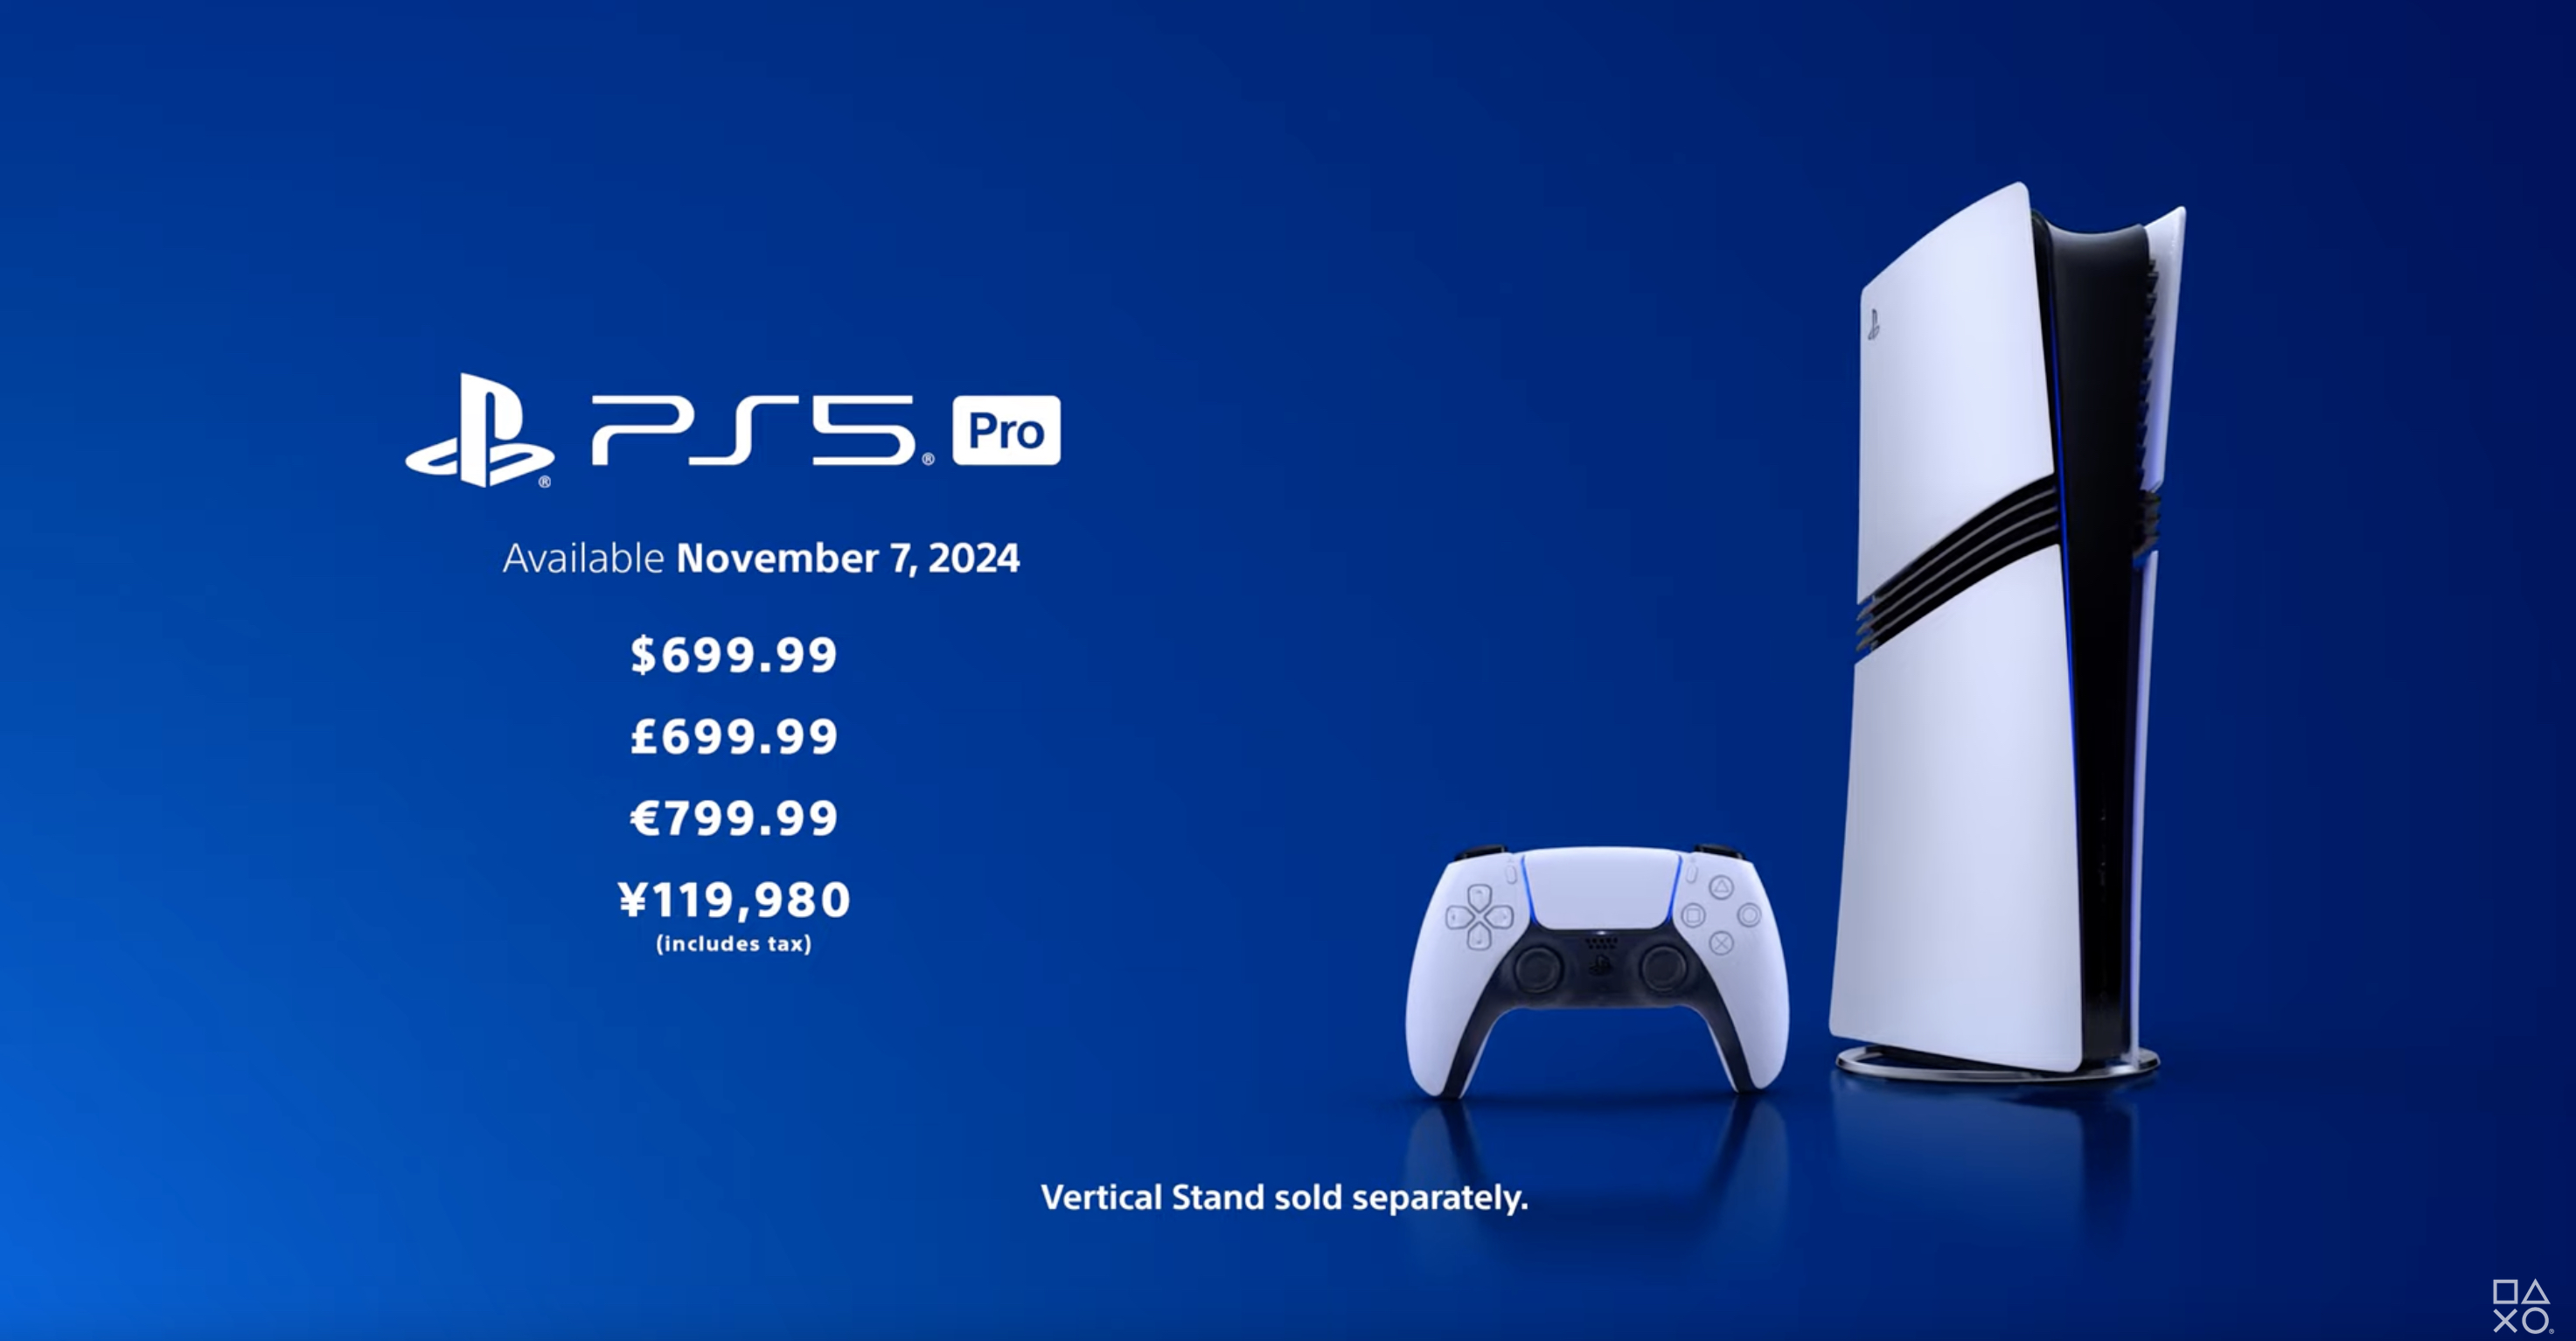 PS5® Pro
Available November 7, 2024
$699.99
£699.99
€799.99
¥119,980
(includes tax)
Vertical Stand sold separately.